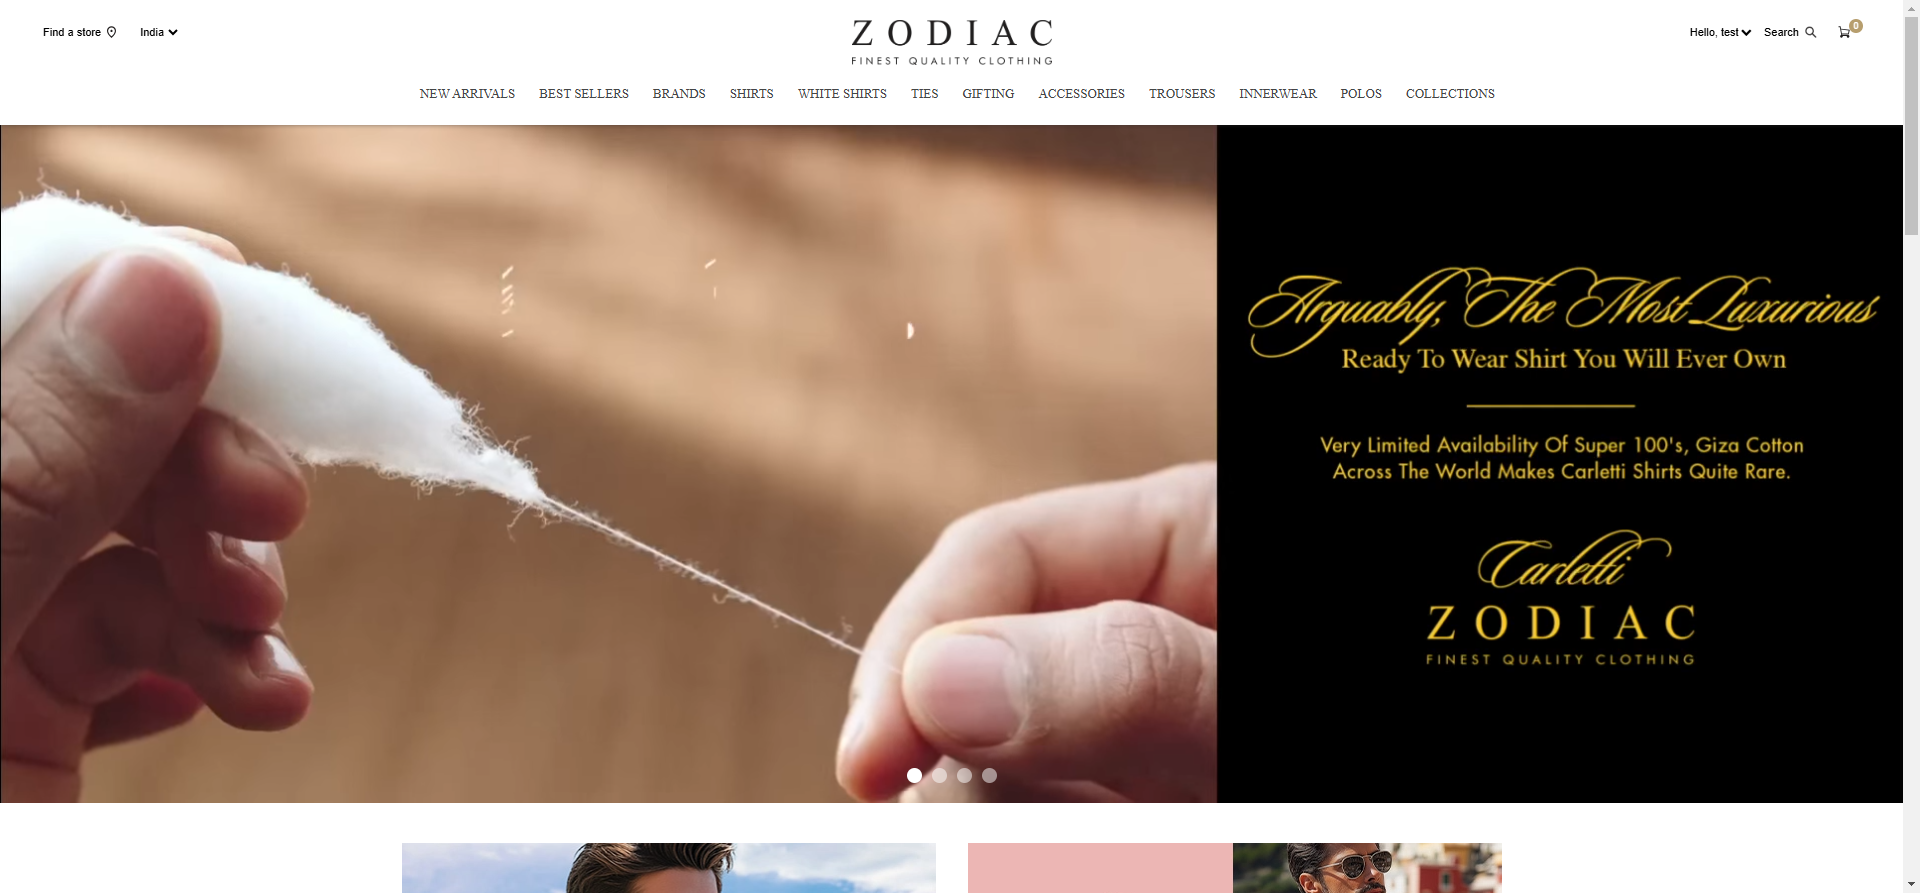 Find a store
India
ZODIAC
FINEST QUALITY CLOTHING
Hello, test
Search
0
NEW ARRIVALS BEST SELLERS BRANDS SHIRTS WHITE SHIRTS TIES GIFTING ACCESSORIES TROUSERS INNERWEAR POLOS COLLECTIONS
Arguably, The Most Luxurious
Ready To Wear Shirt You Will Ever Own
Very Limited Availability Of Super 100's, Giza Cotton
Across The World Makes Carletti Shirts Quite Rare.
Carletti
ZODIAC
FINEST QUALITY CLOTHING